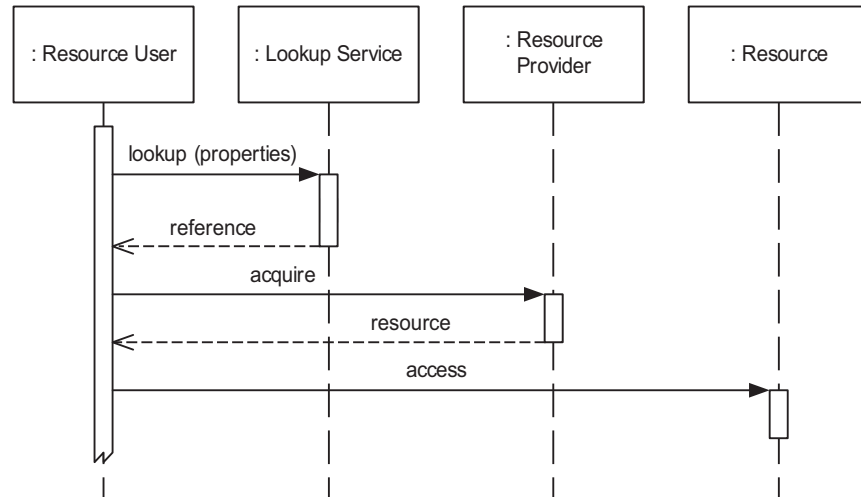 : Resource User
: Lookup Service
: Resource
Provider
: Resource
lookup (properties)
reference
acquire
resource
access